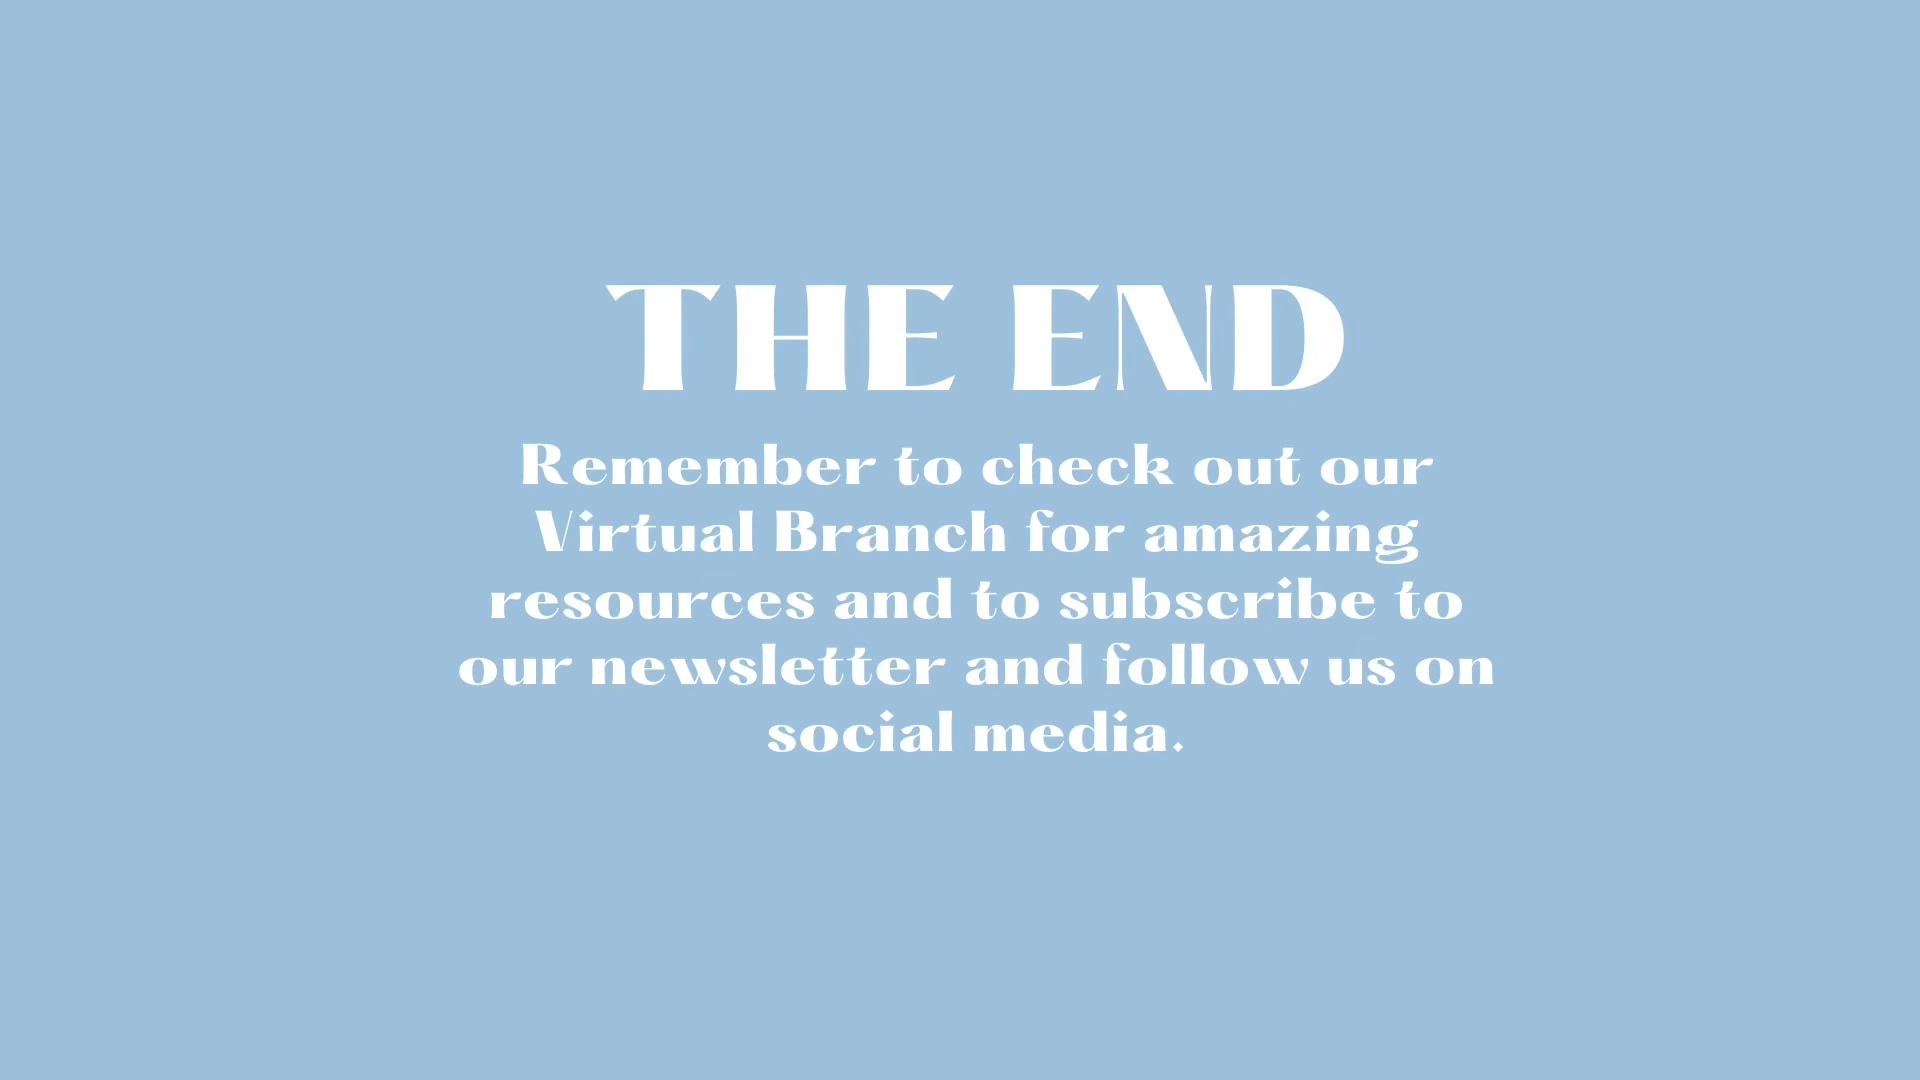 THE END
Remember to check out our
Virtual Branch for amazing
resources and to subscribe to
our newsletter and follow us on
social media.